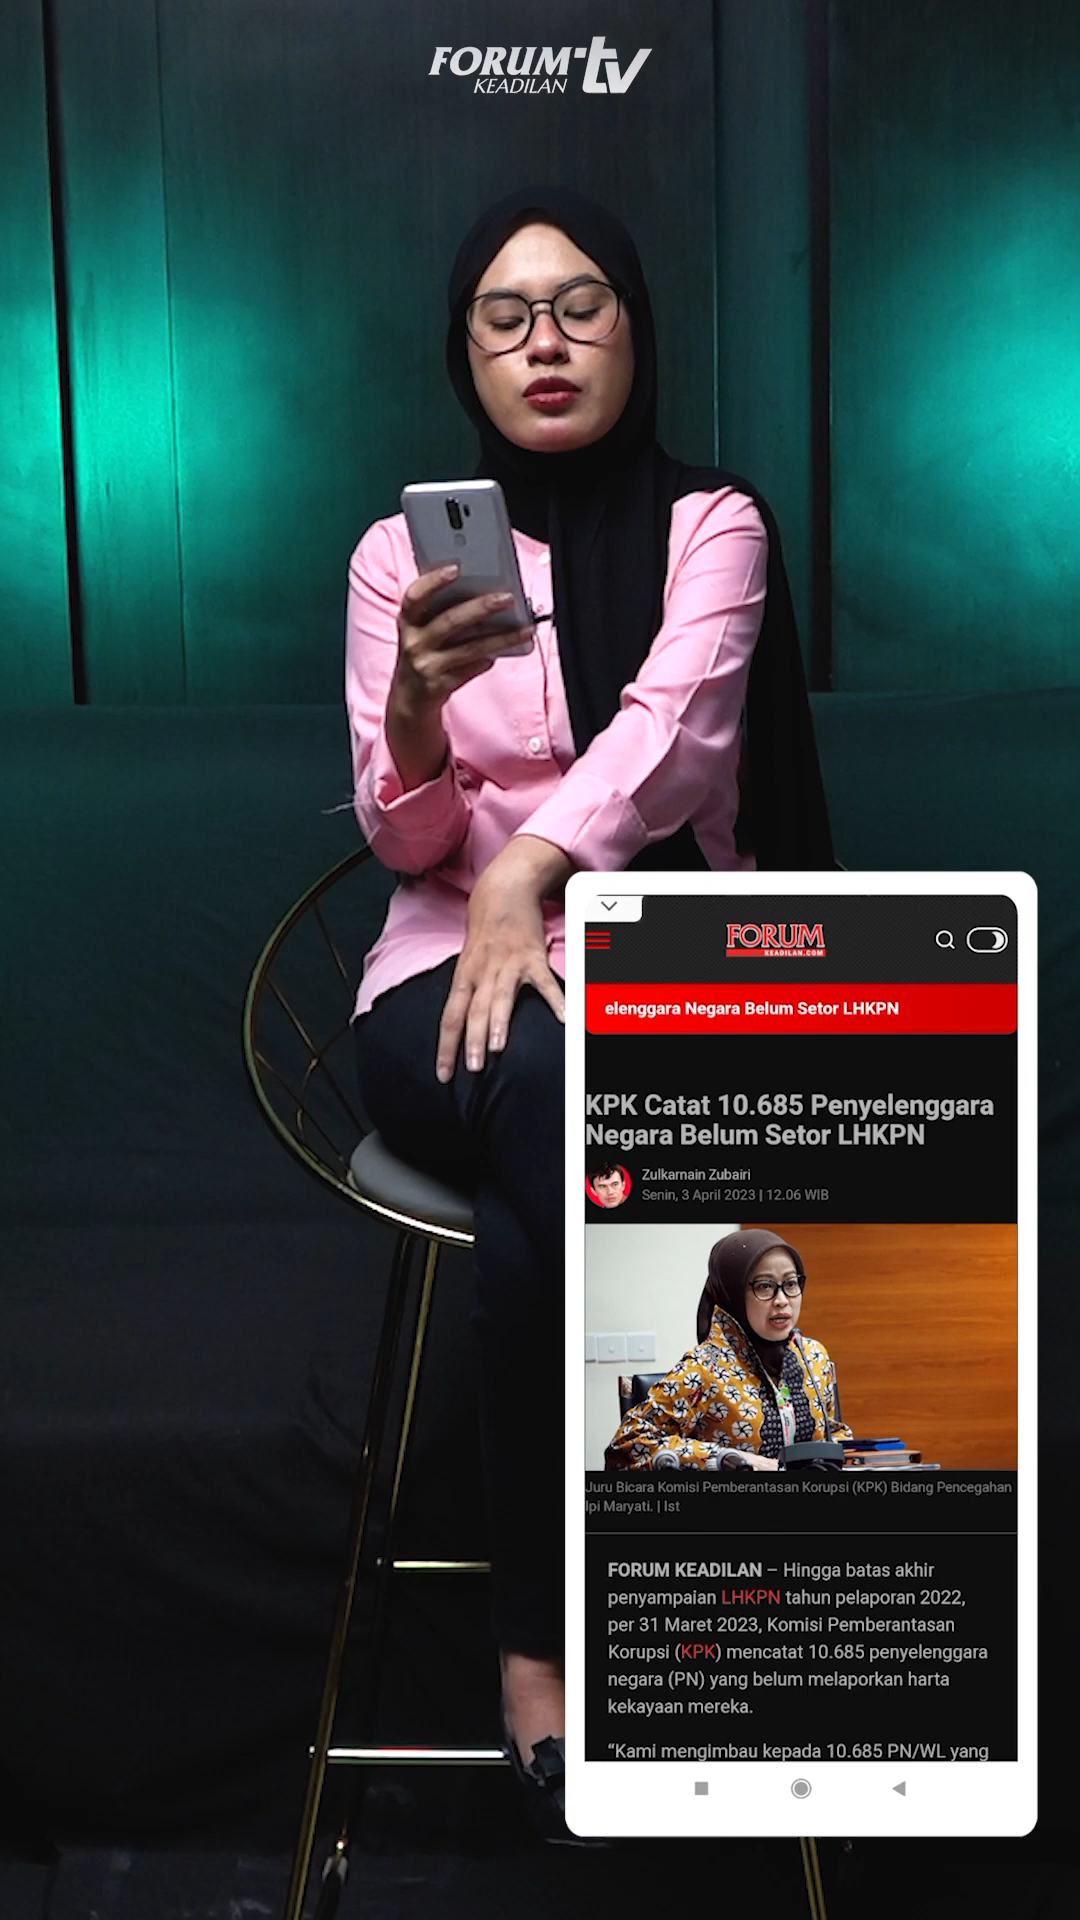 FORUM tv
KEADILAN
FORUM
KEADILAN.COM
elenggara Negara Belum Setor LHKPN
KPK Catat 10.685 Penyelenggara
Negara Belum Setor LHKPN
Zulkarnain Zubairi
Senin, 3 April 2023 | 12.06 WIB
Juru Bicara Komisi Pemberantasan Korupsi (KPK) Bidang Pencegahan
Ipi Maryati. | Ist
FORUM KEADILAN – Hingga batas akhir
penyampaian LHKPN tahun pelaporan 2022,
per 31 Maret 2023, Komisi Pemberantasan
Korupsi (KPK) mencatat 10.685 penyelenggara
negara (PN) yang belum melaporkan harta
kekayaan mereka.
“Kami mengimbau kepada 10.685 PN/WL yang